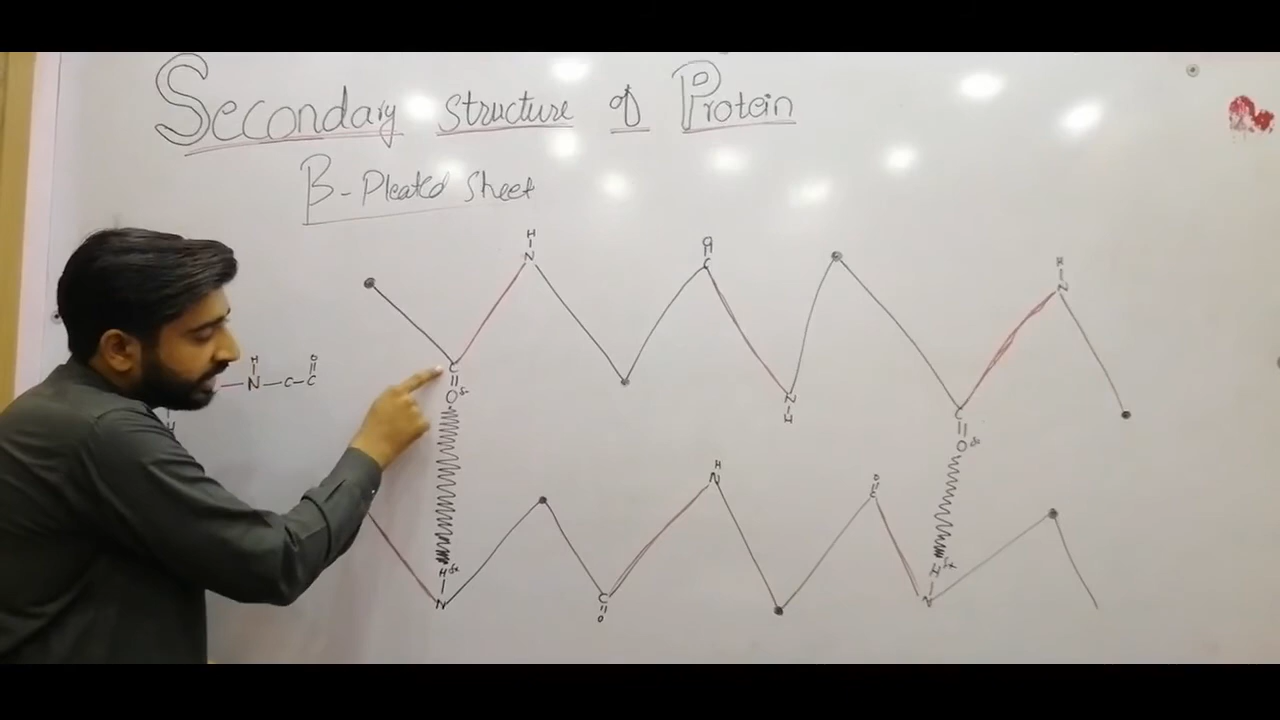 Secondary structure of Protein
B-Pleated Sheet
H
N
O
C
H
N
C
O δ-
N
H
C
O δ-
H
O
N-C-C
H
H
N
O
C
H δ+
N
C
O
H δ+
N